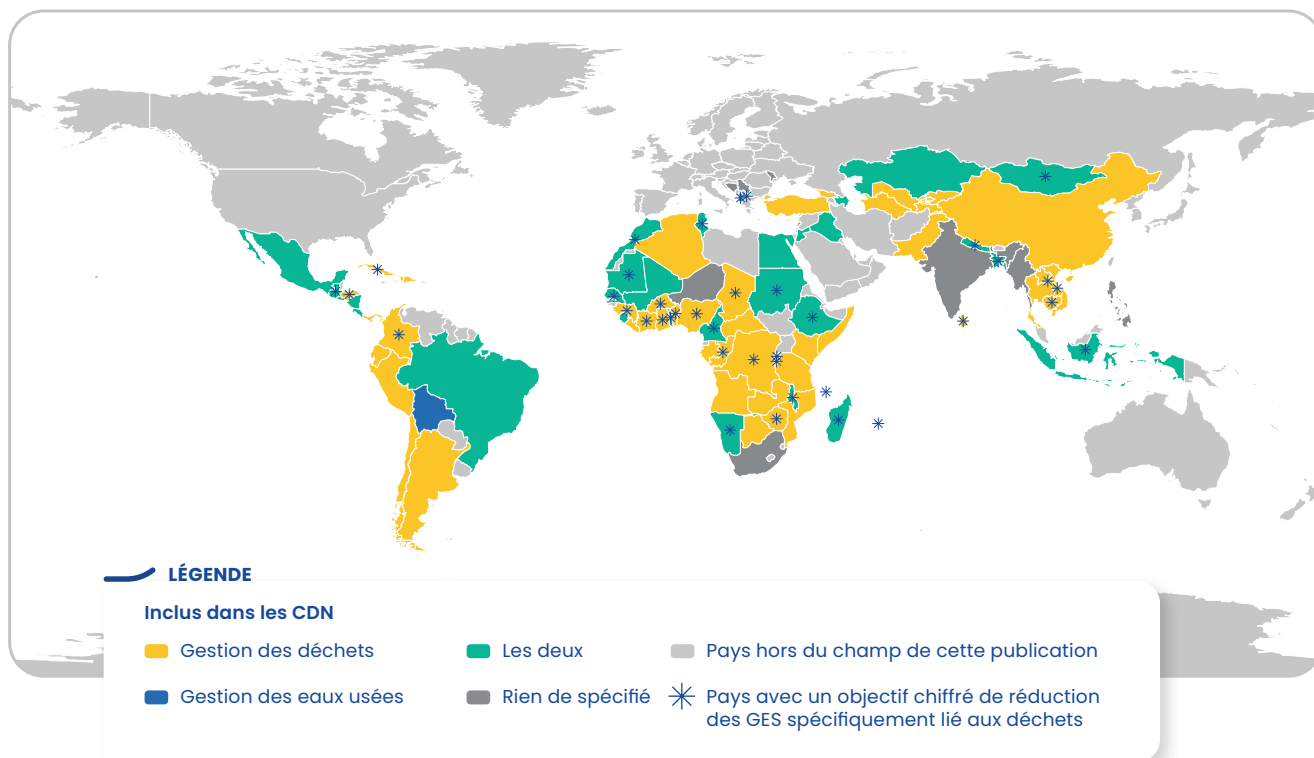 LÉGENDE
Inclus dans les CDN
Gestion des déchets
Les deux
Pays hors du champ de cette publication
Gestion des eaux usées
Rien de spécifié
Pays avec un objectif chiffré de réduction
des GES spécifiquement lié aux déchets